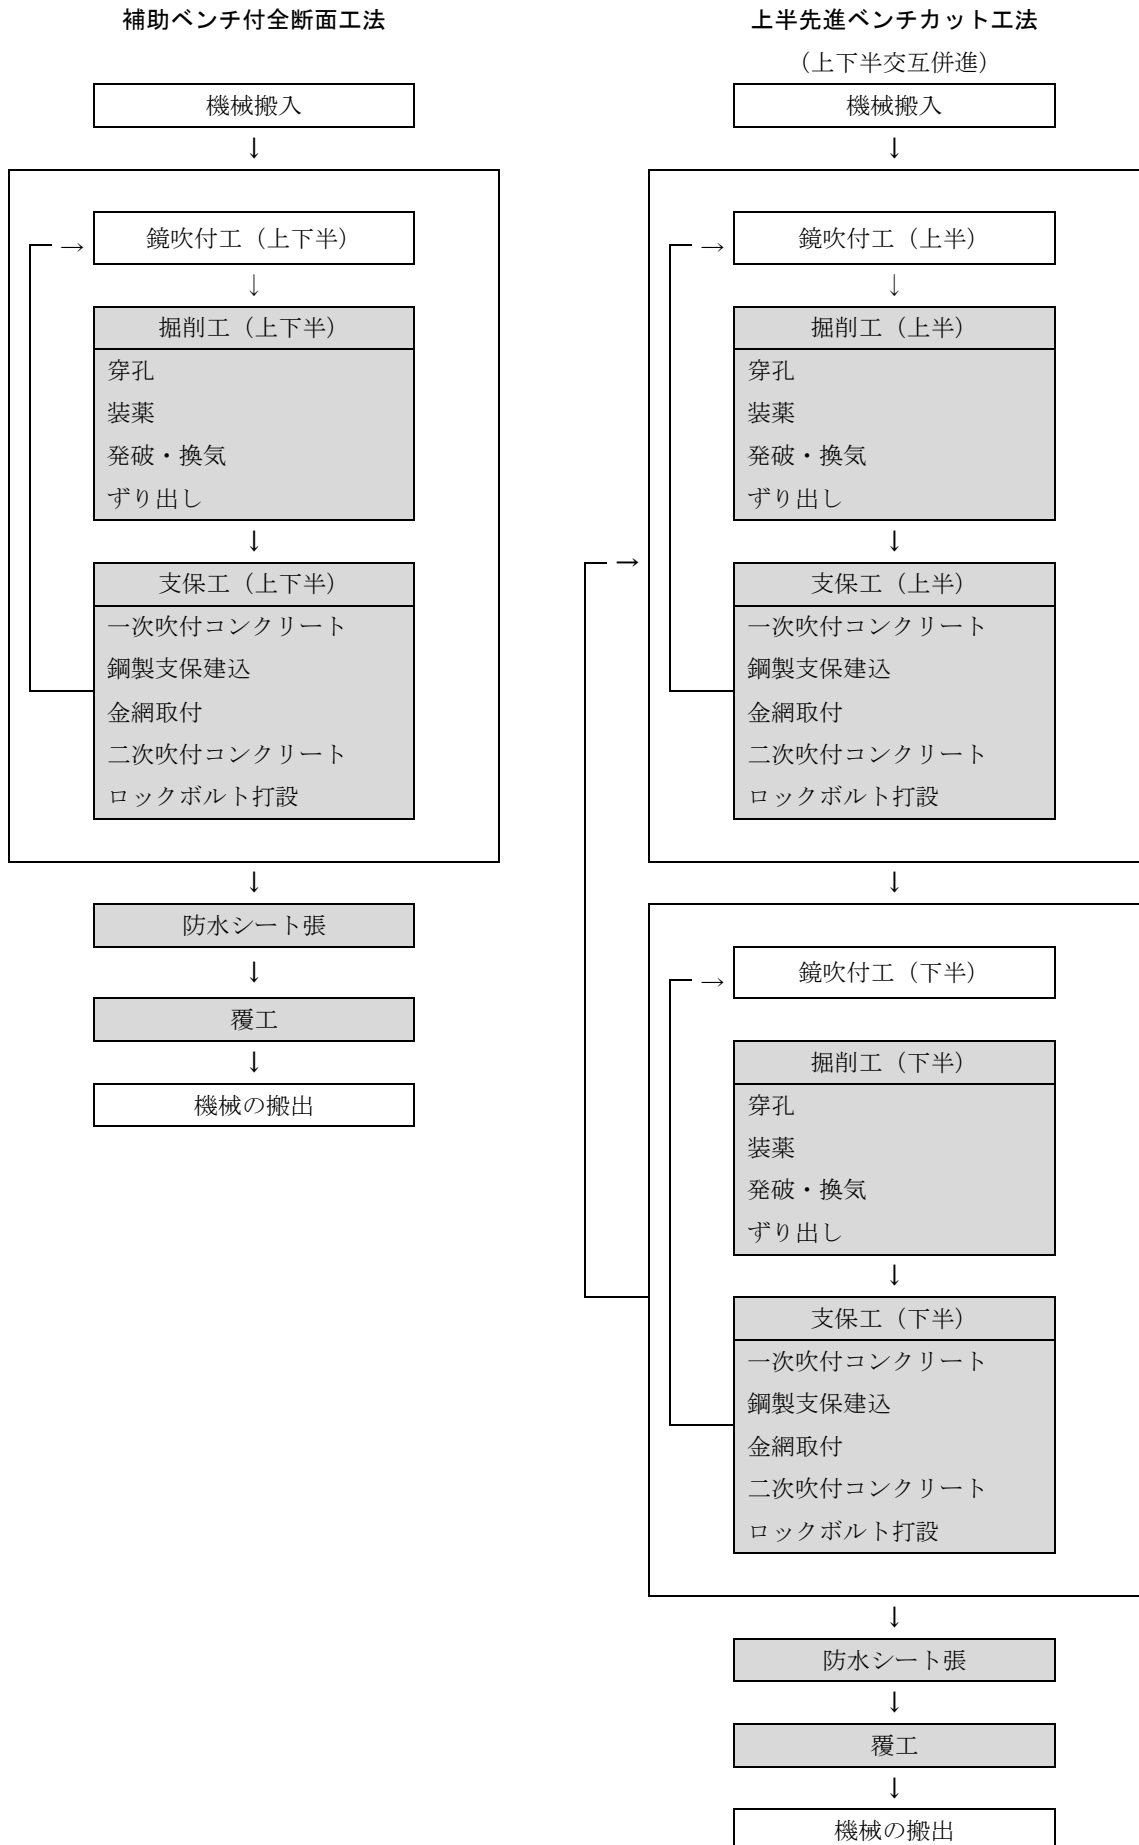 補助ベンチ付全断面工法
機械搬入
↓
→ 鏡吹付工（上下半）
↓
掘削工（上下半）
穿孔
装薬
発破・換気
ずり出し
↓
支保工（上下半）
一次吹付コンクリート
鋼製支保建込
金網取付
二次吹付コンクリート
ロックボルト打設
↓
防水シート張
↓
覆工
↓
機械の搬出
上半先進ベンチカット工法
（上下半交互併進）
機械搬入
↓
→ 鏡吹付工（上半）
↓
掘削工（上半）
穿孔
装薬
発破・換気
ずり出し
↓
→
支保工（上半）
一次吹付コンクリート
鋼製支保建込
金網取付
二次吹付コンクリート
ロックボルト打設
↓
→ 鏡吹付工（下半）
掘削工（下半）
穿孔
装薬
発破・換気
ずり出し
↓
支保工（下半）
一次吹付コンクリート
鋼製支保建込
金網取付
二次吹付コンクリート
ロックボルト打設
↓
防水シート張
↓
覆工
↓
機械の搬出